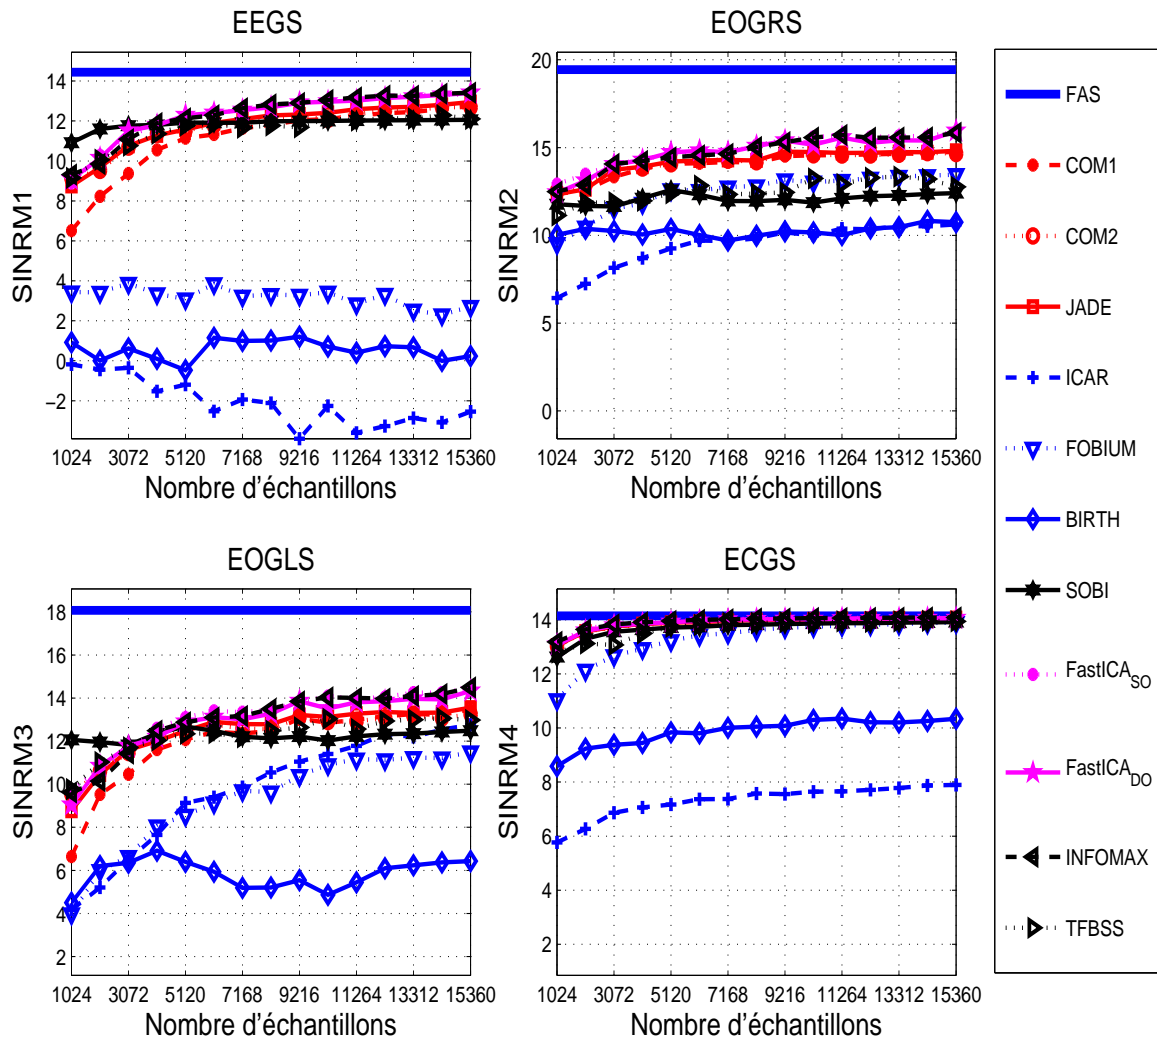 EEGS
14
12
10
8
6
4
2
0
−2
SINRM1
1024 3072 5120 7168 9216 11264 13312 15360
Nombre d'échantillons
EOGRS
20
15
10
5
0
SINRM2
1024 3072 5120 7168 9216 11264 13312 15360
Nombre d'échantillons
EOGLS
18
16
14
12
10
8
6
4
2
SINRM3
1024 3072 5120 7168 9216 11264 13312 15360
Nombre d'échantillons
ECGS
14
12
10
8
6
4
2
SINRM4
1024 3072 5120 7168 9216 11264 13312 15360
Nombre d'échantillons
FAS
COM1
COM2
JADE
ICAR
FOBIUM
BIRTH
SOBI
FastICA_SO
FastICA_DO
INFOMAX
TFBSS